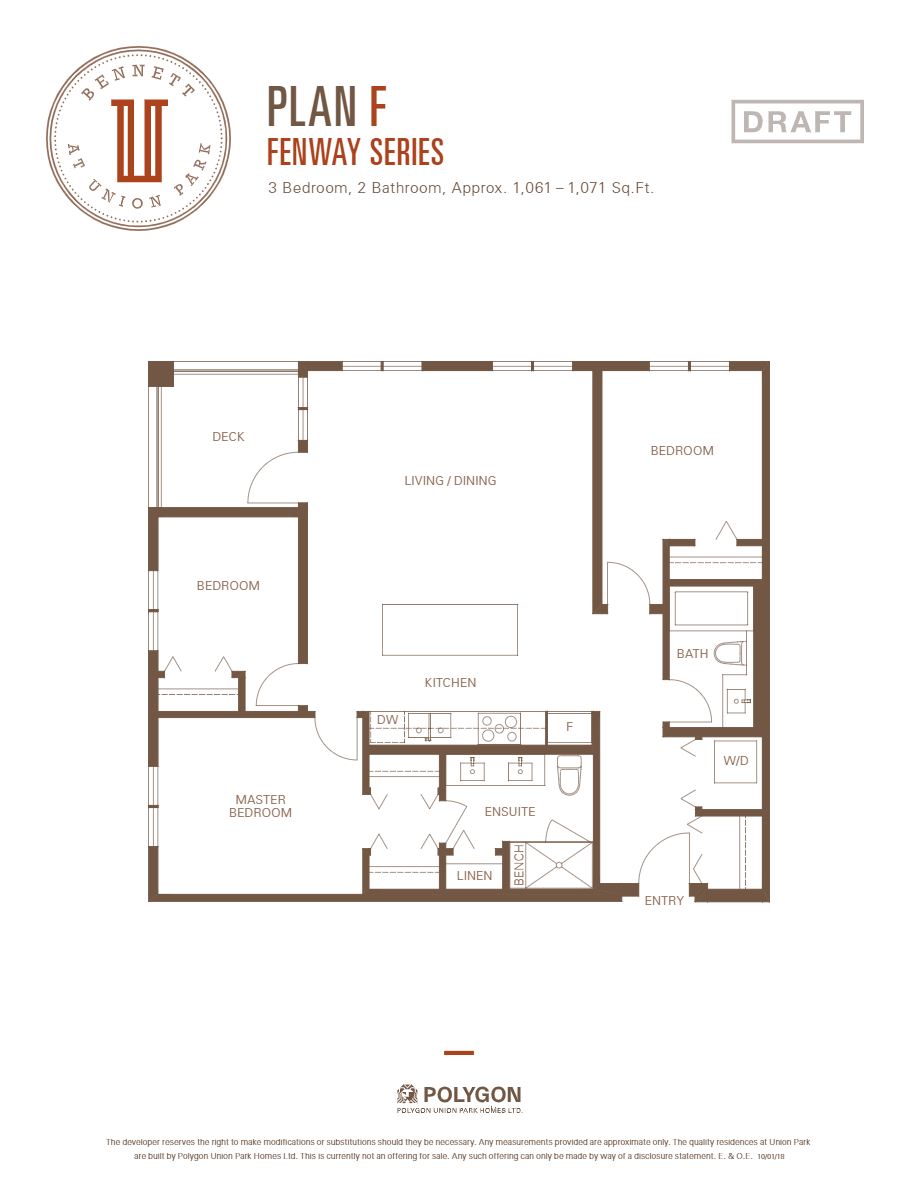 BENNETT
AT UNION PARK
PLAN F
FENWAY SERIES
3 Bedroom, 2 Bathroom, Approx. 1,061 – 1,071 Sq.Ft.
DRAFT
DECK
LIVING / DINING
BEDROOM
BEDROOM
BATH
KITCHEN
DW
F
W/D
MASTER
BEDROOM
ENSUITE
BENCH
LINEN
ENTRY
POLYGON
POLYGON UNION PARK HOMES LTD.
The developer reserves the right to make modifications or substitutions should they be necessary. Any measurements provided are approximate only. The quality residences at Union Park
are built by Polygon Union Park Homes Ltd. This is currently not an offering for sale. Any such offering can only be made by way of a disclosure statement. E. & O.E. 10/01/18